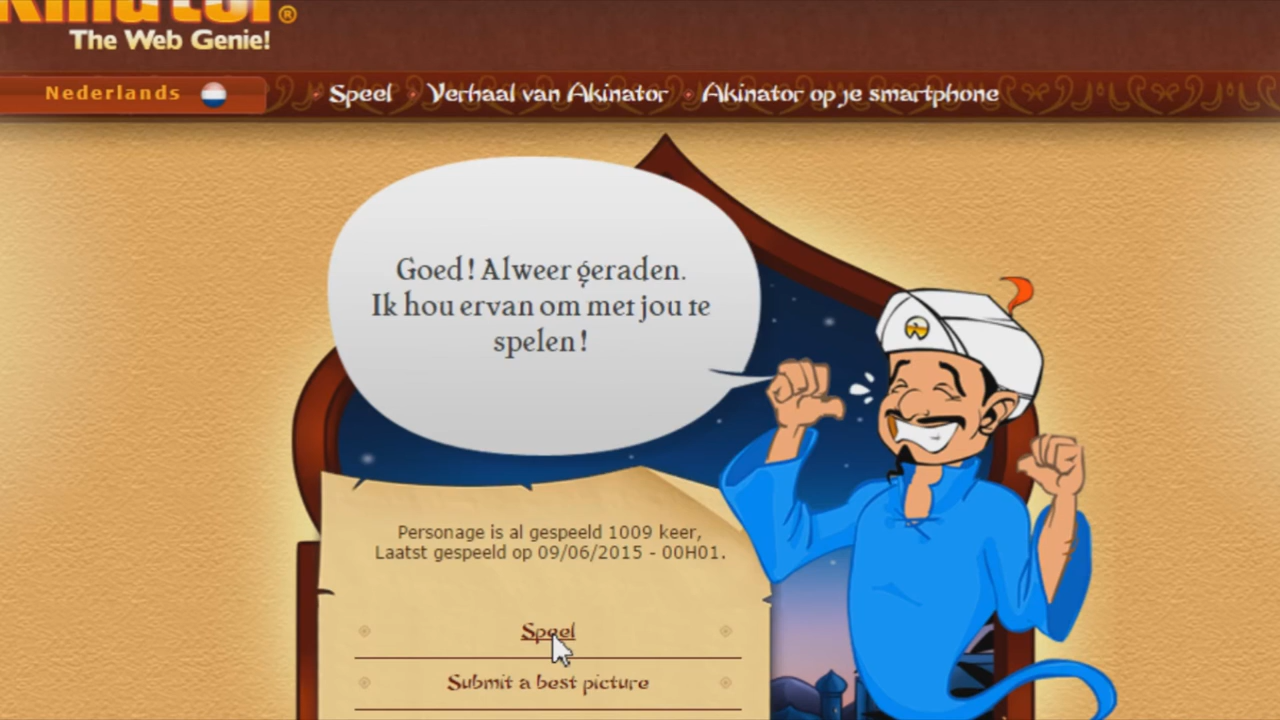 The Web Genie!
Nederlands
Speel
Verhaal van Akinator
Akinator op je smartphone
Goed! Alweer geraden.
Ik hou ervan om met jou te
spelen!
Personage is al gespeeld 1009 keer,
Laatst gespeeld op 09/06/2015 - 00H01.
Speel
Submit a best picture